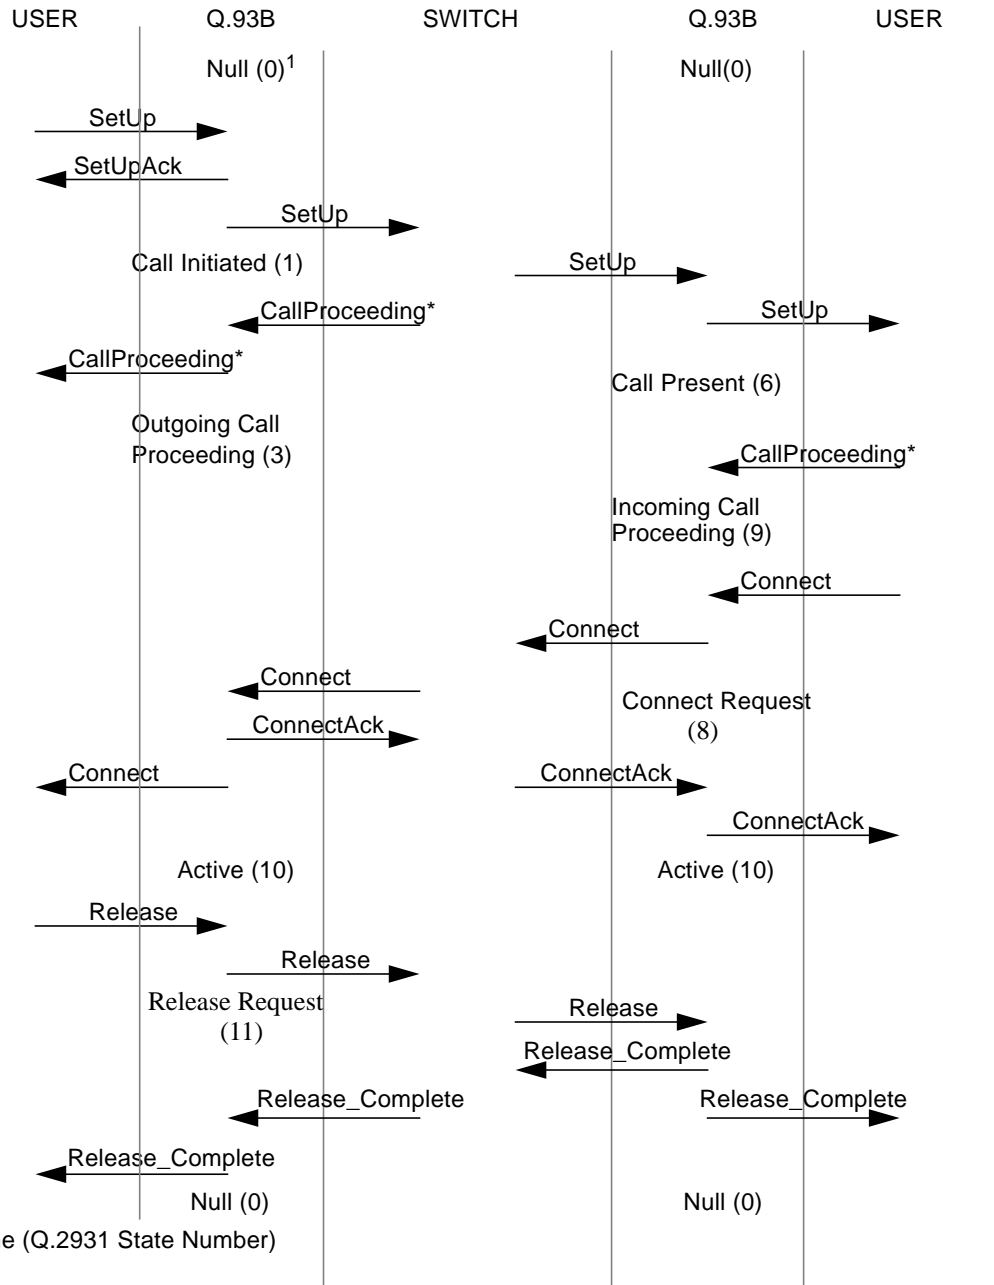 USER Q.93B SWITCH Q.93B USER
Null (0)1 Null(0)
SetUp
SetUpAck
SetUp
Call Initiated (1) SetUp
CallProceeding* SetUp
CallProceeding*
Call Present (6)
Outgoing Call
Proceeding (3) CallProceeding*
Incoming Call
Proceeding (9)
Connect
Connect
Connect
Connect Request
ConnectAck (8)
Connect ConnectAck
ConnectAck
Active (10) Active (10)
Release
Release
Release Request Release
(11)
Release_Complete
Release_Complete Release_Complete
Release_Complete
Null (0) Null (0)
e (Q.2931 State Number)